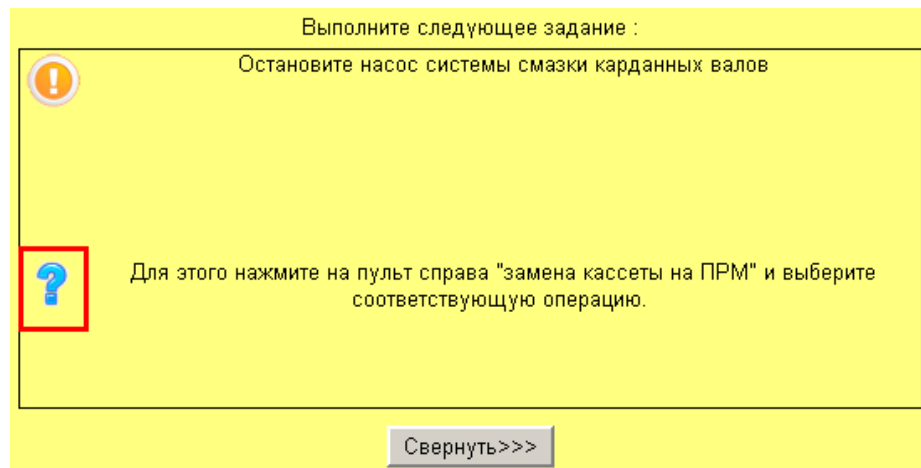 Выполните следующее задание :
Остановите насос системы смазки карданных валов
Для этого нажмите на пульт справа "замена кассеты на ПРМ" и выберите
соответствующую операцию.
Свернуть>>>